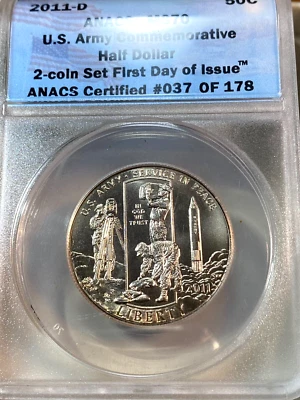 2011-D 50C
ANACS
U.S. Army Commemorative
Half Dollar
2-coin Set First Day of Issue™
ANACS Certified #037 OF 178
U.S. ARMY • SERVICE IN PEACE
IN
GOD WE
TRUST
2011
LIBERTY